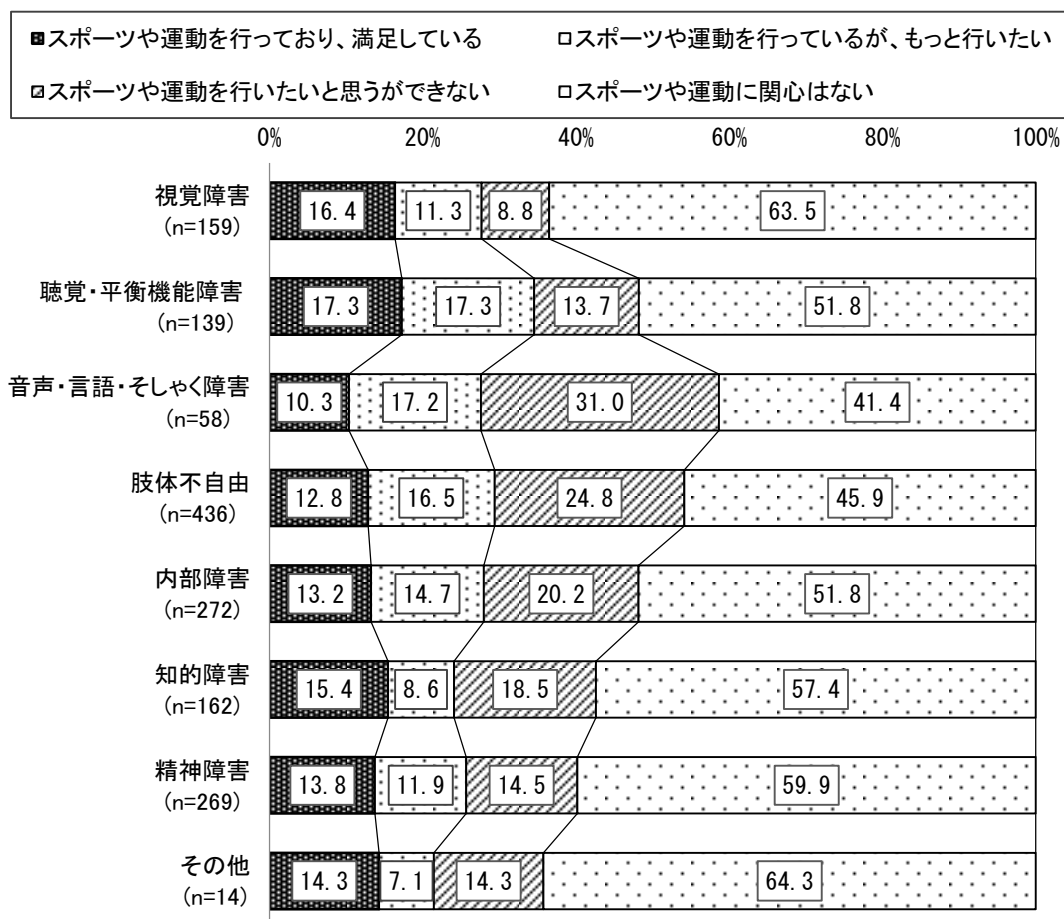 スポーツや運動を行っており、満足している
スポーツや運動を行っているが、もっと行いたい
スポーツや運動を行いたいと思うができない
スポーツや運動に関心はない
0% 20% 40% 60% 80% 100%
視覚障害
(n=159)
16.4 11.3 8.8 63.5
聴覚・平衡機能障害
(n=139)
17.3 17.3 13.7 51.8
音声・言語・そしゃく障害
(n=58)
10.3 17.2 31.0 41.4
肢体不自由
(n=436)
12.8 16.5 24.8 45.9
内部障害
(n=272)
13.2 14.7 20.2 51.8
知的障害
(n=162)
15.4 8.6 18.5 57.4
精神障害
(n=269)
13.8 11.9 14.5 59.9
その他
(n=14)
14.3 7.1 14.3 64.3